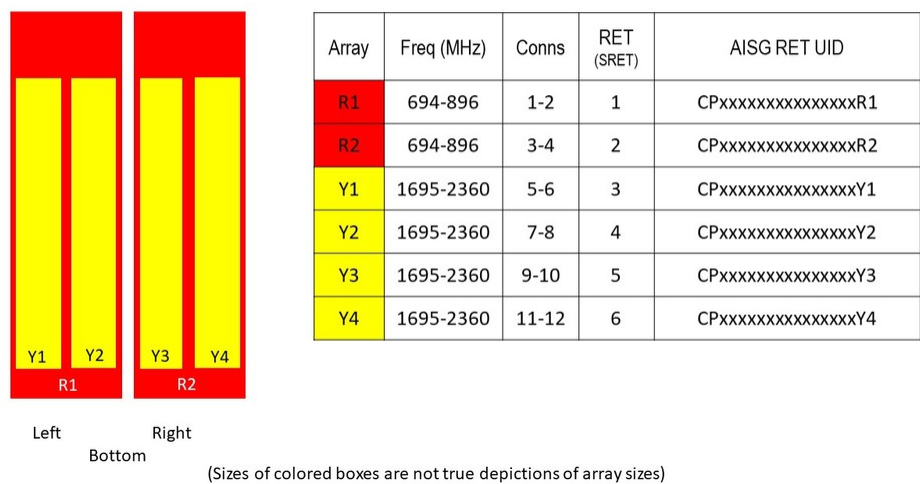 Y1 Y2 Y3 Y4
R1 R2
Left Right
Bottom
Array Freq (MHz) Conns RET (SRET) AISG RET UID
R1 694-896 1-2 1 CPxxxxxxxxxxxxxxxR1
R2 694-896 3-4 2 CPxxxxxxxxxxxxxxxR2
Y1 1695-2360 5-6 3 CPxxxxxxxxxxxxxxxY1
Y2 1695-2360 7-8 4 CPxxxxxxxxxxxxxxxY2
Y3 1695-2360 9-10 5 CPxxxxxxxxxxxxxxxY3
Y4 1695-2360 11-12 6 CPxxxxxxxxxxxxxxxY4
(Sizes of colored boxes are not true depictions of array sizes)